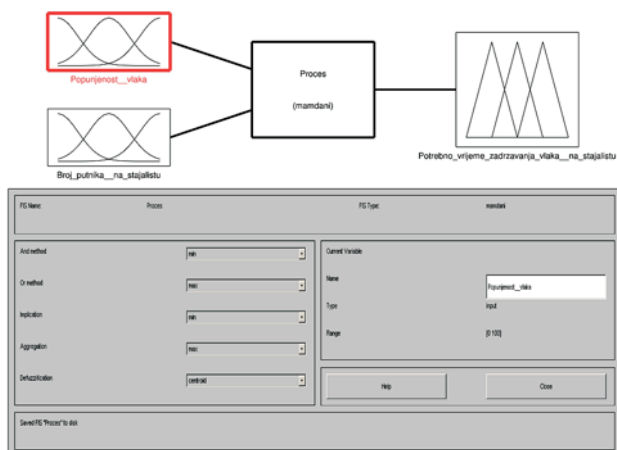 Popunjenost__vlaka
Proces
(mamdani)
Broj_putnika__na_stajalistu
Potrebno_vrijeme_zadrzavanja_vlaka__na_stajalistu
FIS Name: Proces FIS Type: mamdani
And method min
Or method max
Implication min
Aggregation max
Defuzzification centroid
Current Variable
Name Popunjenost__vlaka
Type input
Range [0 100]
Help Close
Saved FIS "Proces" to disk